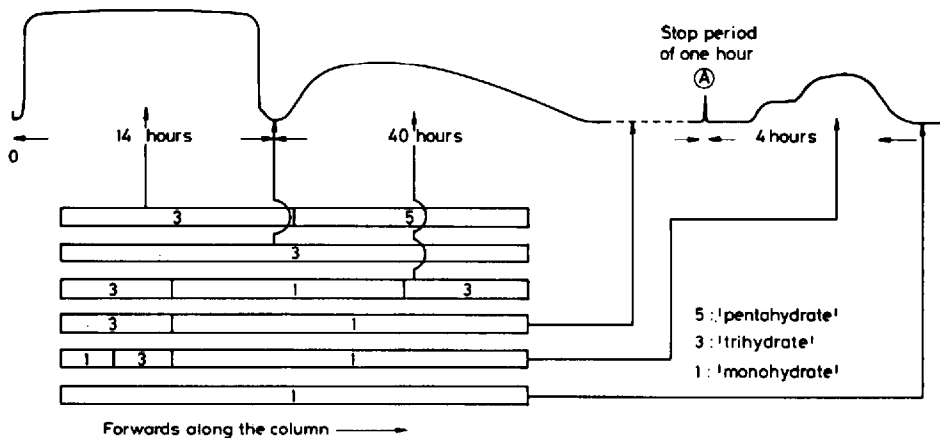 Stop period
of one hour
A
0
14 hours
40 hours
4 hours
3 5
3
3 1 3
3 1
1 3 1
1
5 : 'pentahydrate'
3 : 'trihydrate'
1 : 'monohydrate'
Forwards along the column